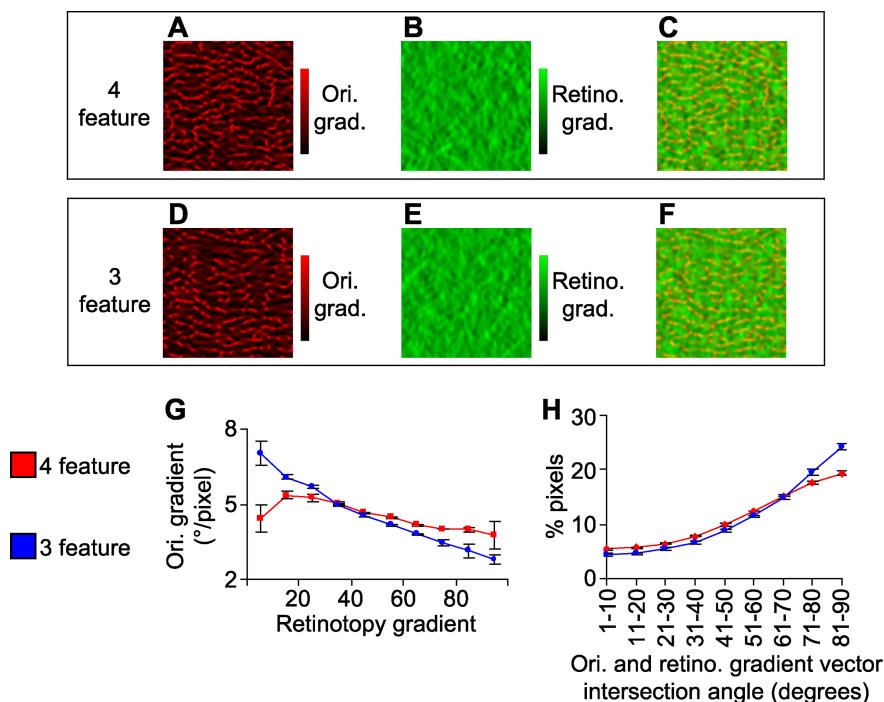 A
B
C
4
feature
Ori.
grad.
Retino.
grad.
D
E
F
3
feature
Ori.
grad.
Retino.
grad.
G
H
4 feature
3 feature
8
5
2
Ori. gradient
(°/pixel)
20
40
60
80
Retinotopy gradient
30
20
10
0
% pixels
1-10
11-20
21-30
31-40
41-50
51-60
61-70
71-80
81-90
Ori. and retino. gradient vector
intersection angle (degrees)